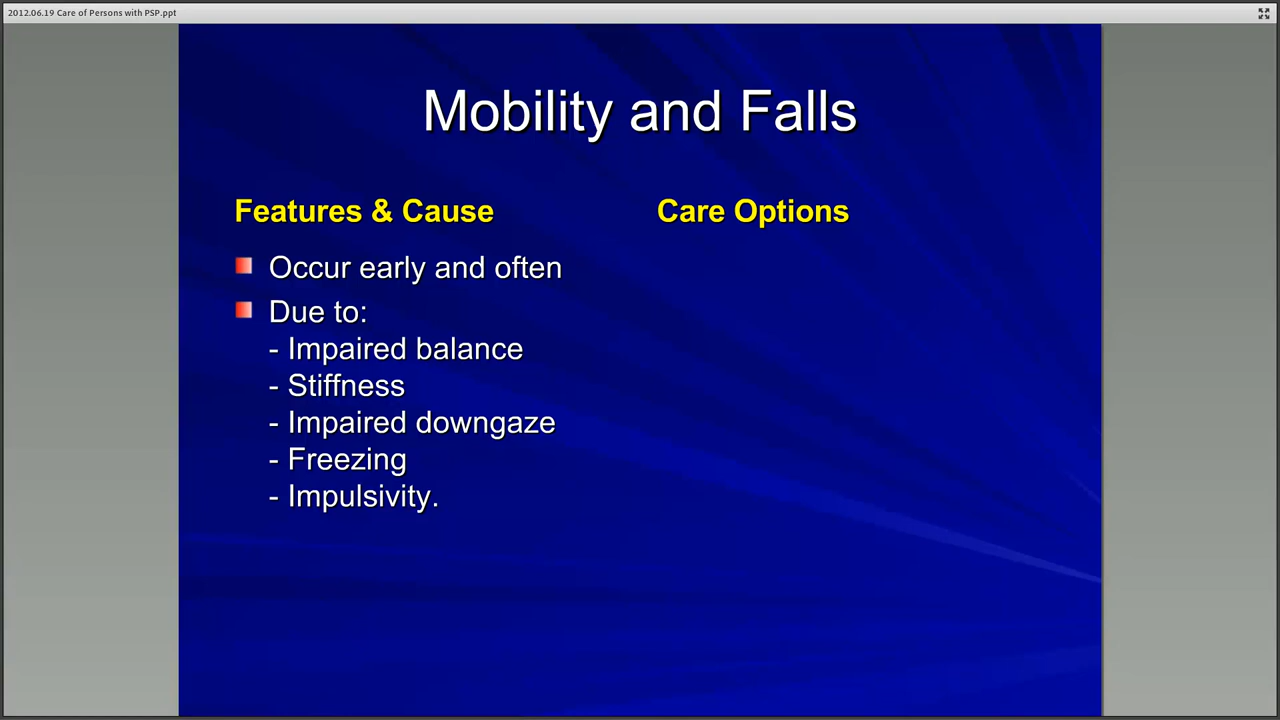 2012.06.19 Care of Persons with PSP.ppt
Mobility and Falls
Features & Cause
Occur early and often
Due to:
- Impaired balance
- Stiffness
- Impaired downgaze
- Freezing
- Impulsivity.
Care Options